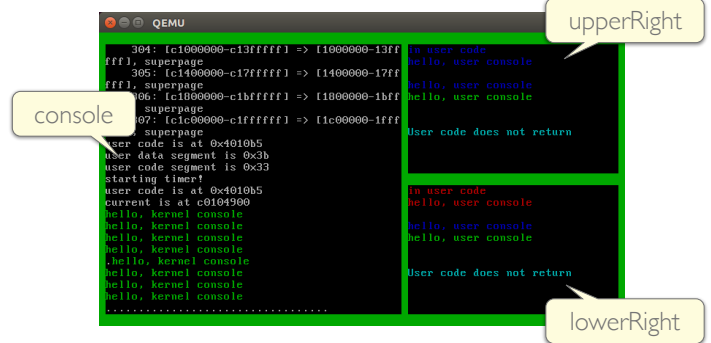 QEMU
upperRight
304: [c1000000-c13fffff] => [1000000-13ff
fff], superpage
305: [c1400000-c17fffff] => [1400000-17ff
fff], superpage
306: [c1800000-c1bfffff] => [1800000-1bff
superpage
307: [c1c00000-c1ffffff] => [1c00000-1fff
superpage
user code is at 0x4010b5
user data segment is 0x3b
user code segment is 0x33
starting timer!
user code is at 0x4010b5
current is at c0104900
hello, kernel console
hello, kernel console
hello, kernel console
hello, kernel console
.hello, kernel console
hello, kernel console
hello, kernel console
hello, kernel console
..................................
console
In user code
hello, user console
hello, user console
hello, user console
User code does not return
In user code
hello, user console
hello, user console
hello, user console
User code does not return
lowerRight